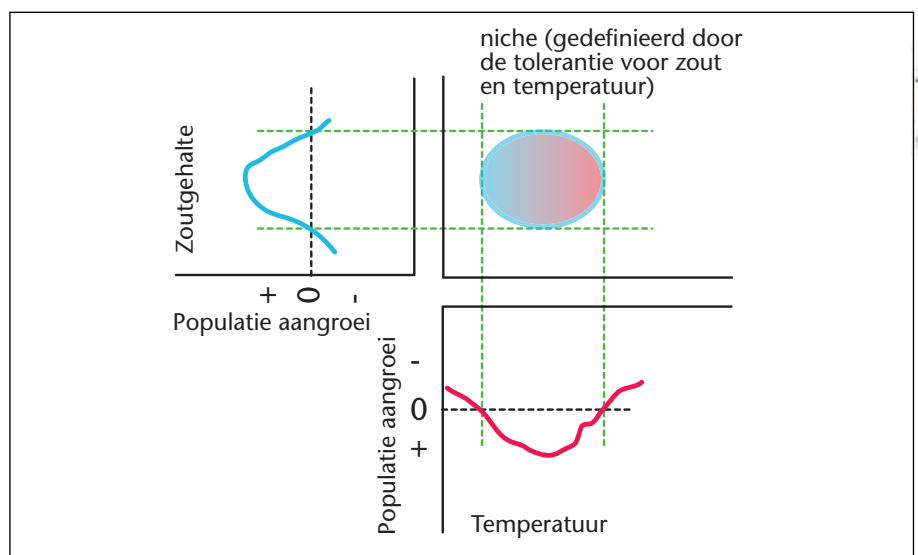 niche (gedefinieerd door
de tolerantie voor zout
en temperatuur)
Zoutgehalte
+ 0 -
Populatie aangroei
Populatie aangroei
-
0
+
Temperatuur